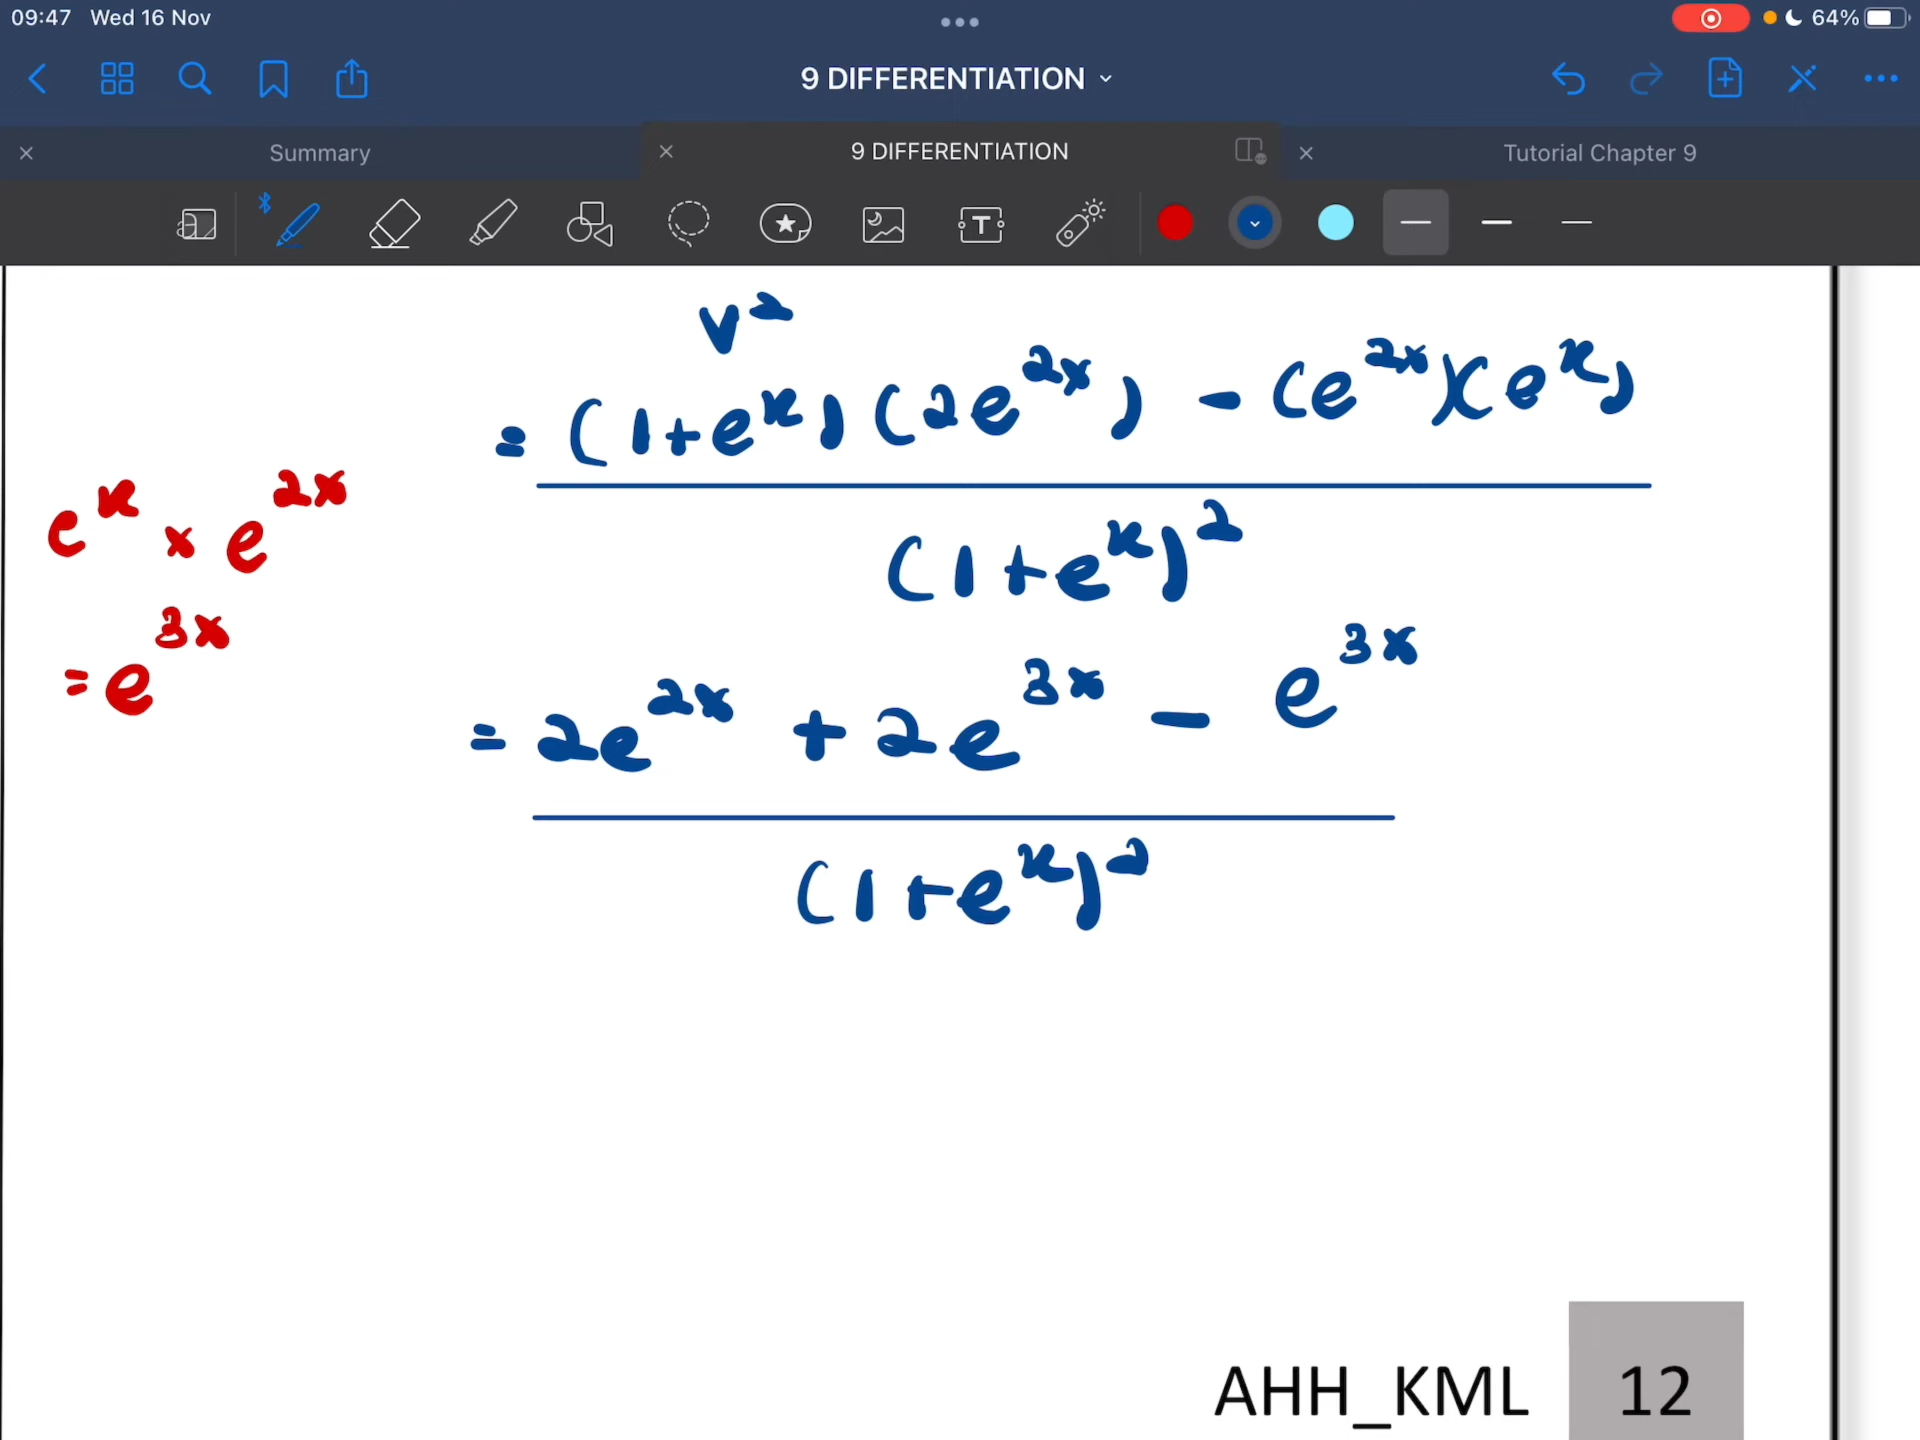 09:47 Wed 16 Nov
64%
9 DIFFERENTIATION
Summary
9 DIFFERENTIATION
Tutorial Chapter 9
v²
= (1+eˣ)(2e²ˣ) - (e²ˣ)(eˣ)
(1+eˣ)²
eˣ × e²ˣ
= e³ˣ
= 2e²ˣ + 2e³ˣ - e³ˣ
(1+eˣ)²
AHH_KML 12